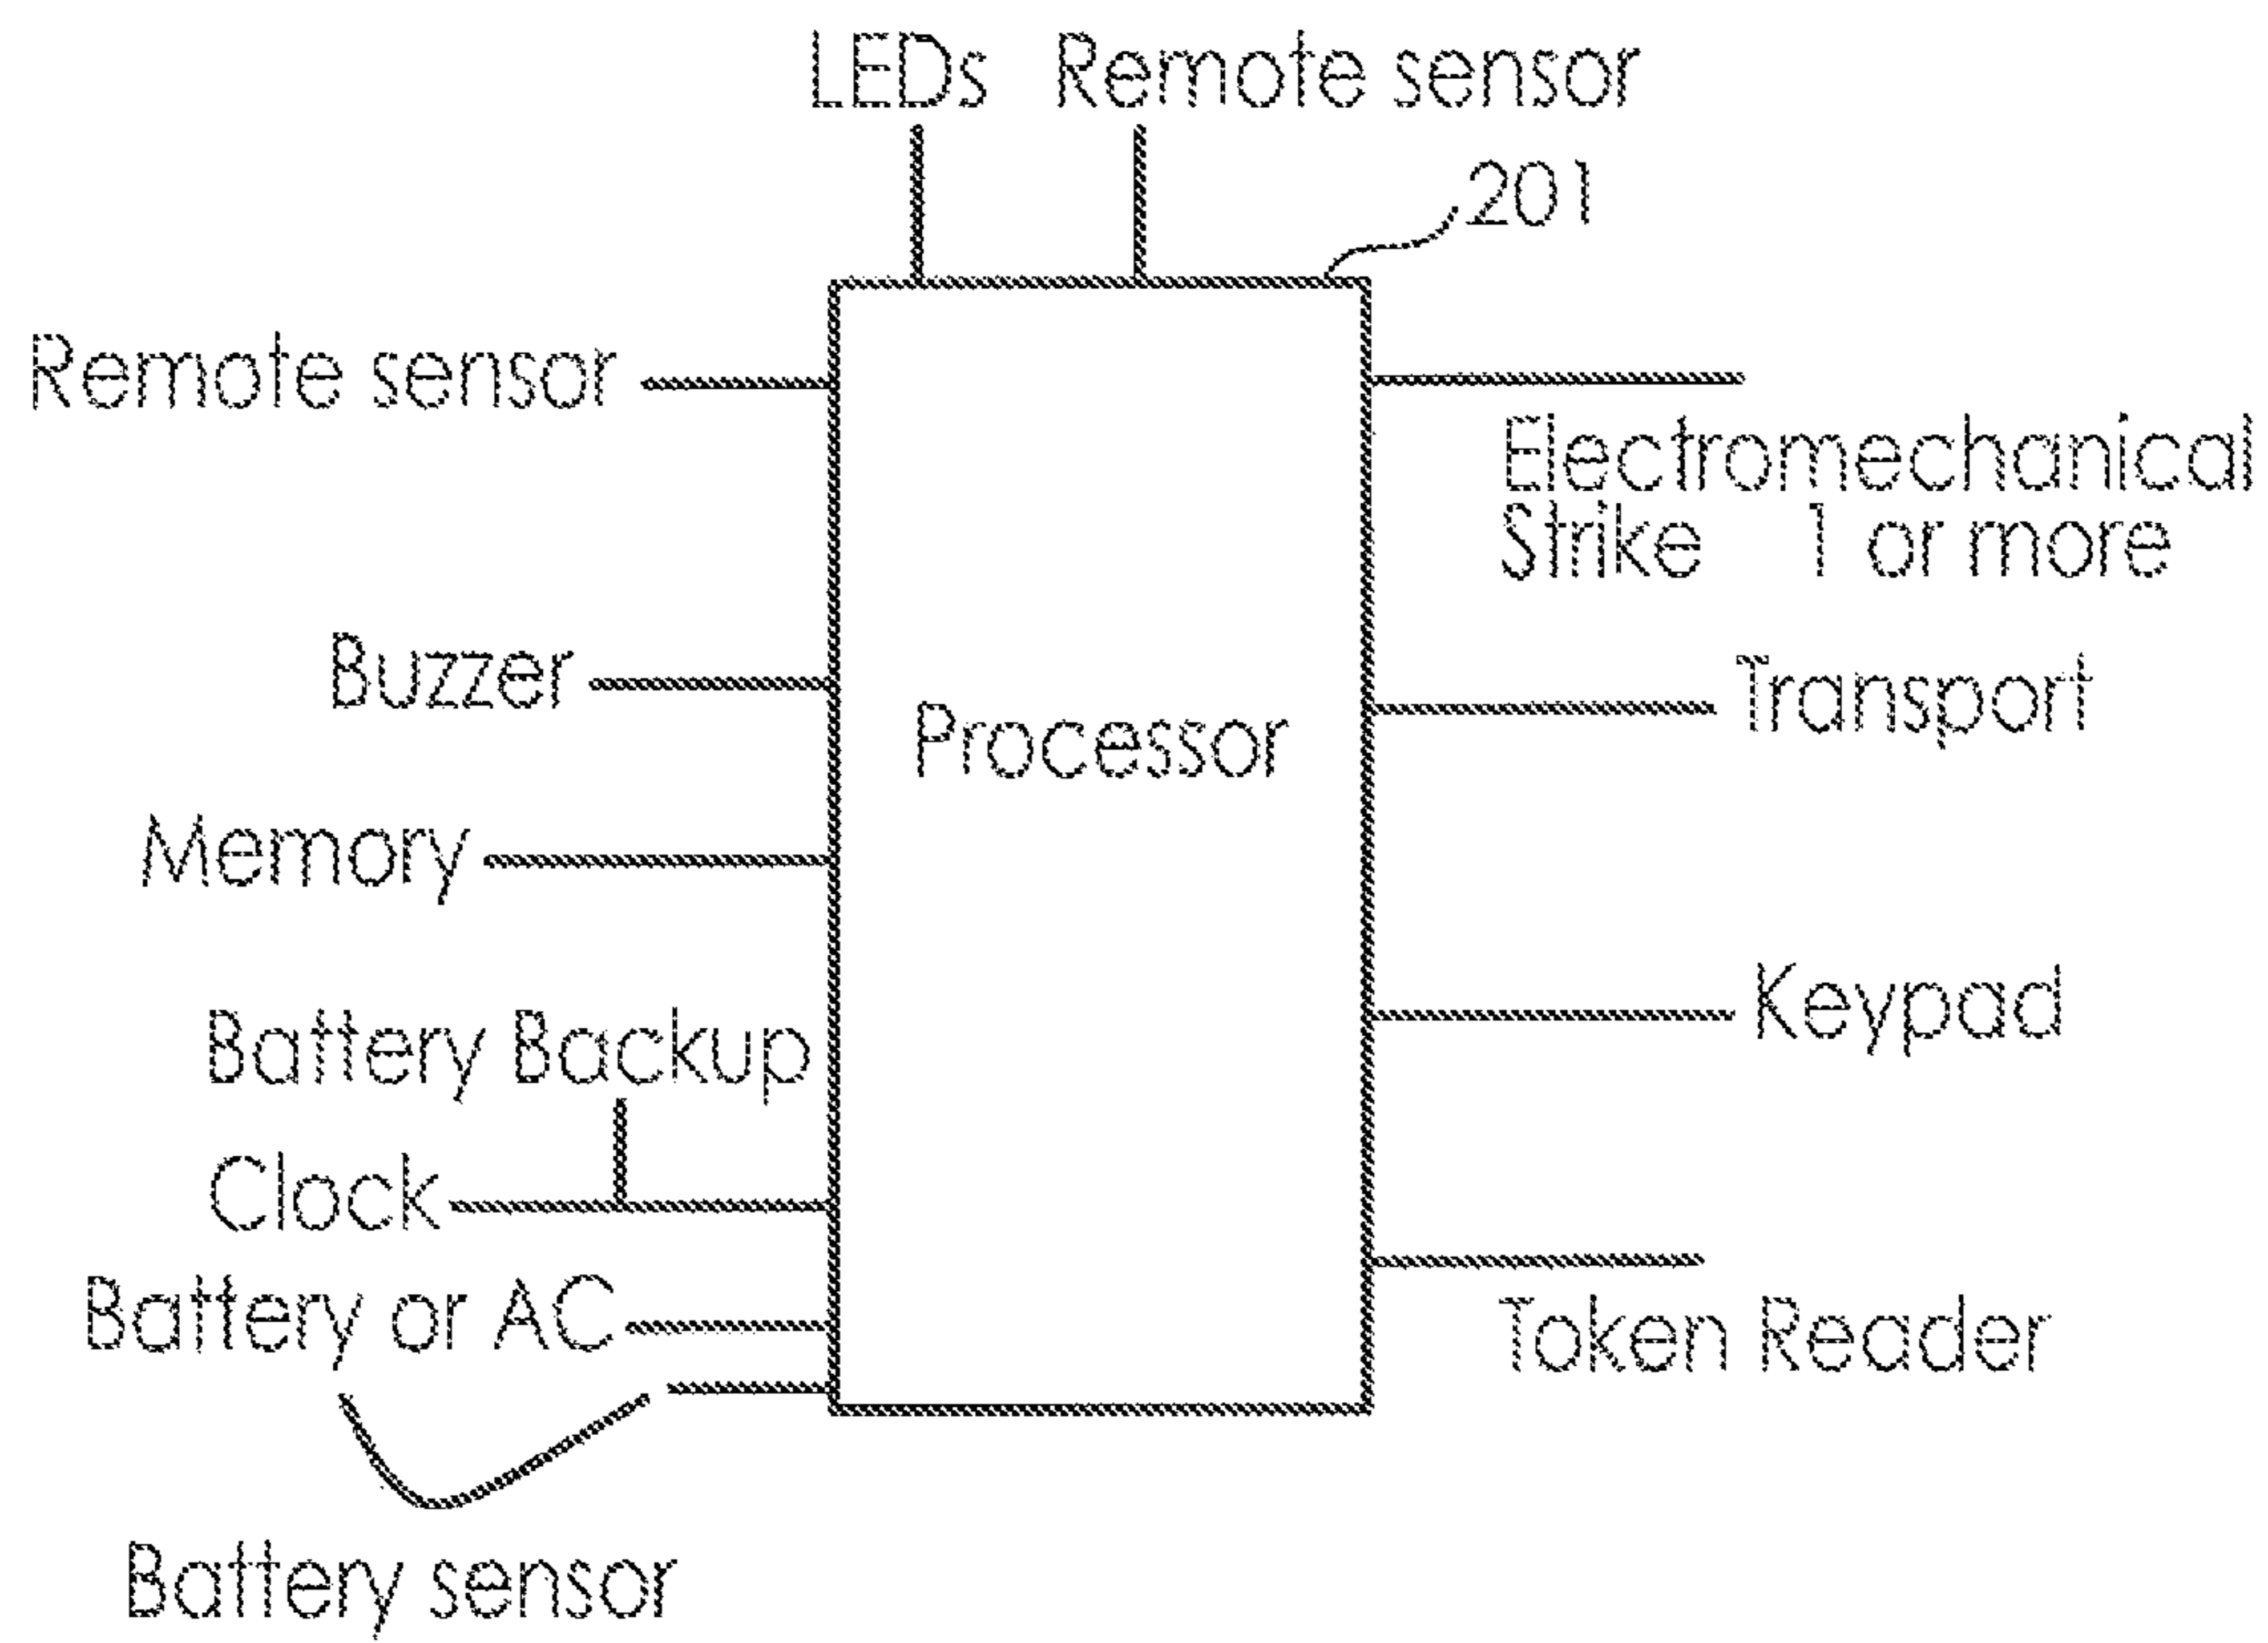 LEDs Remote sensor
201
Remote sensor
Electromechanical
Strike 1 or more
Buzzer
Transport
Processor
Memory
Keypad
Battery Backup
Clock
Battery or AC
Token Reader
Battery sensor